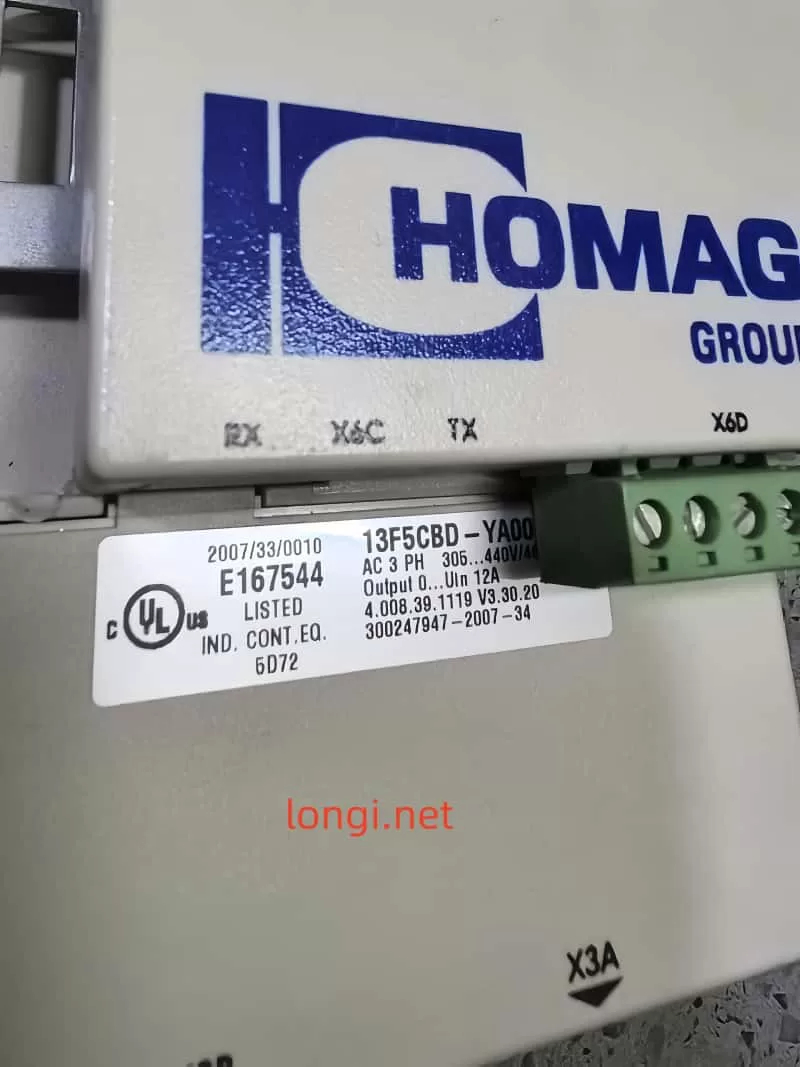 HOMAG
GROUP
RX X6C TX X6D
2007/33/0010
E167544
LISTED
IND. CONT.EQ.
5D72
C UL US
13F5CBD-YA00
AC 3 PH 305...440V/4
Output 0...UIn 12A
4.008.39.1119 V3.30.20
300247947-2007-34
longi.net
X3A